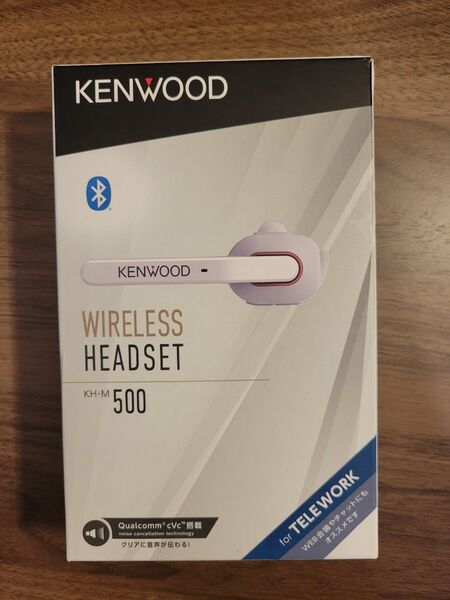 KENWOOD
KENWOOD
WIRELESS
HEADSET
KH-M 500
Qualcomm® cVc™搭載
noise cancellation technology
クリアに音声が伝わる!
for TELEWORK
WEB会議やチャットにも
オススメです